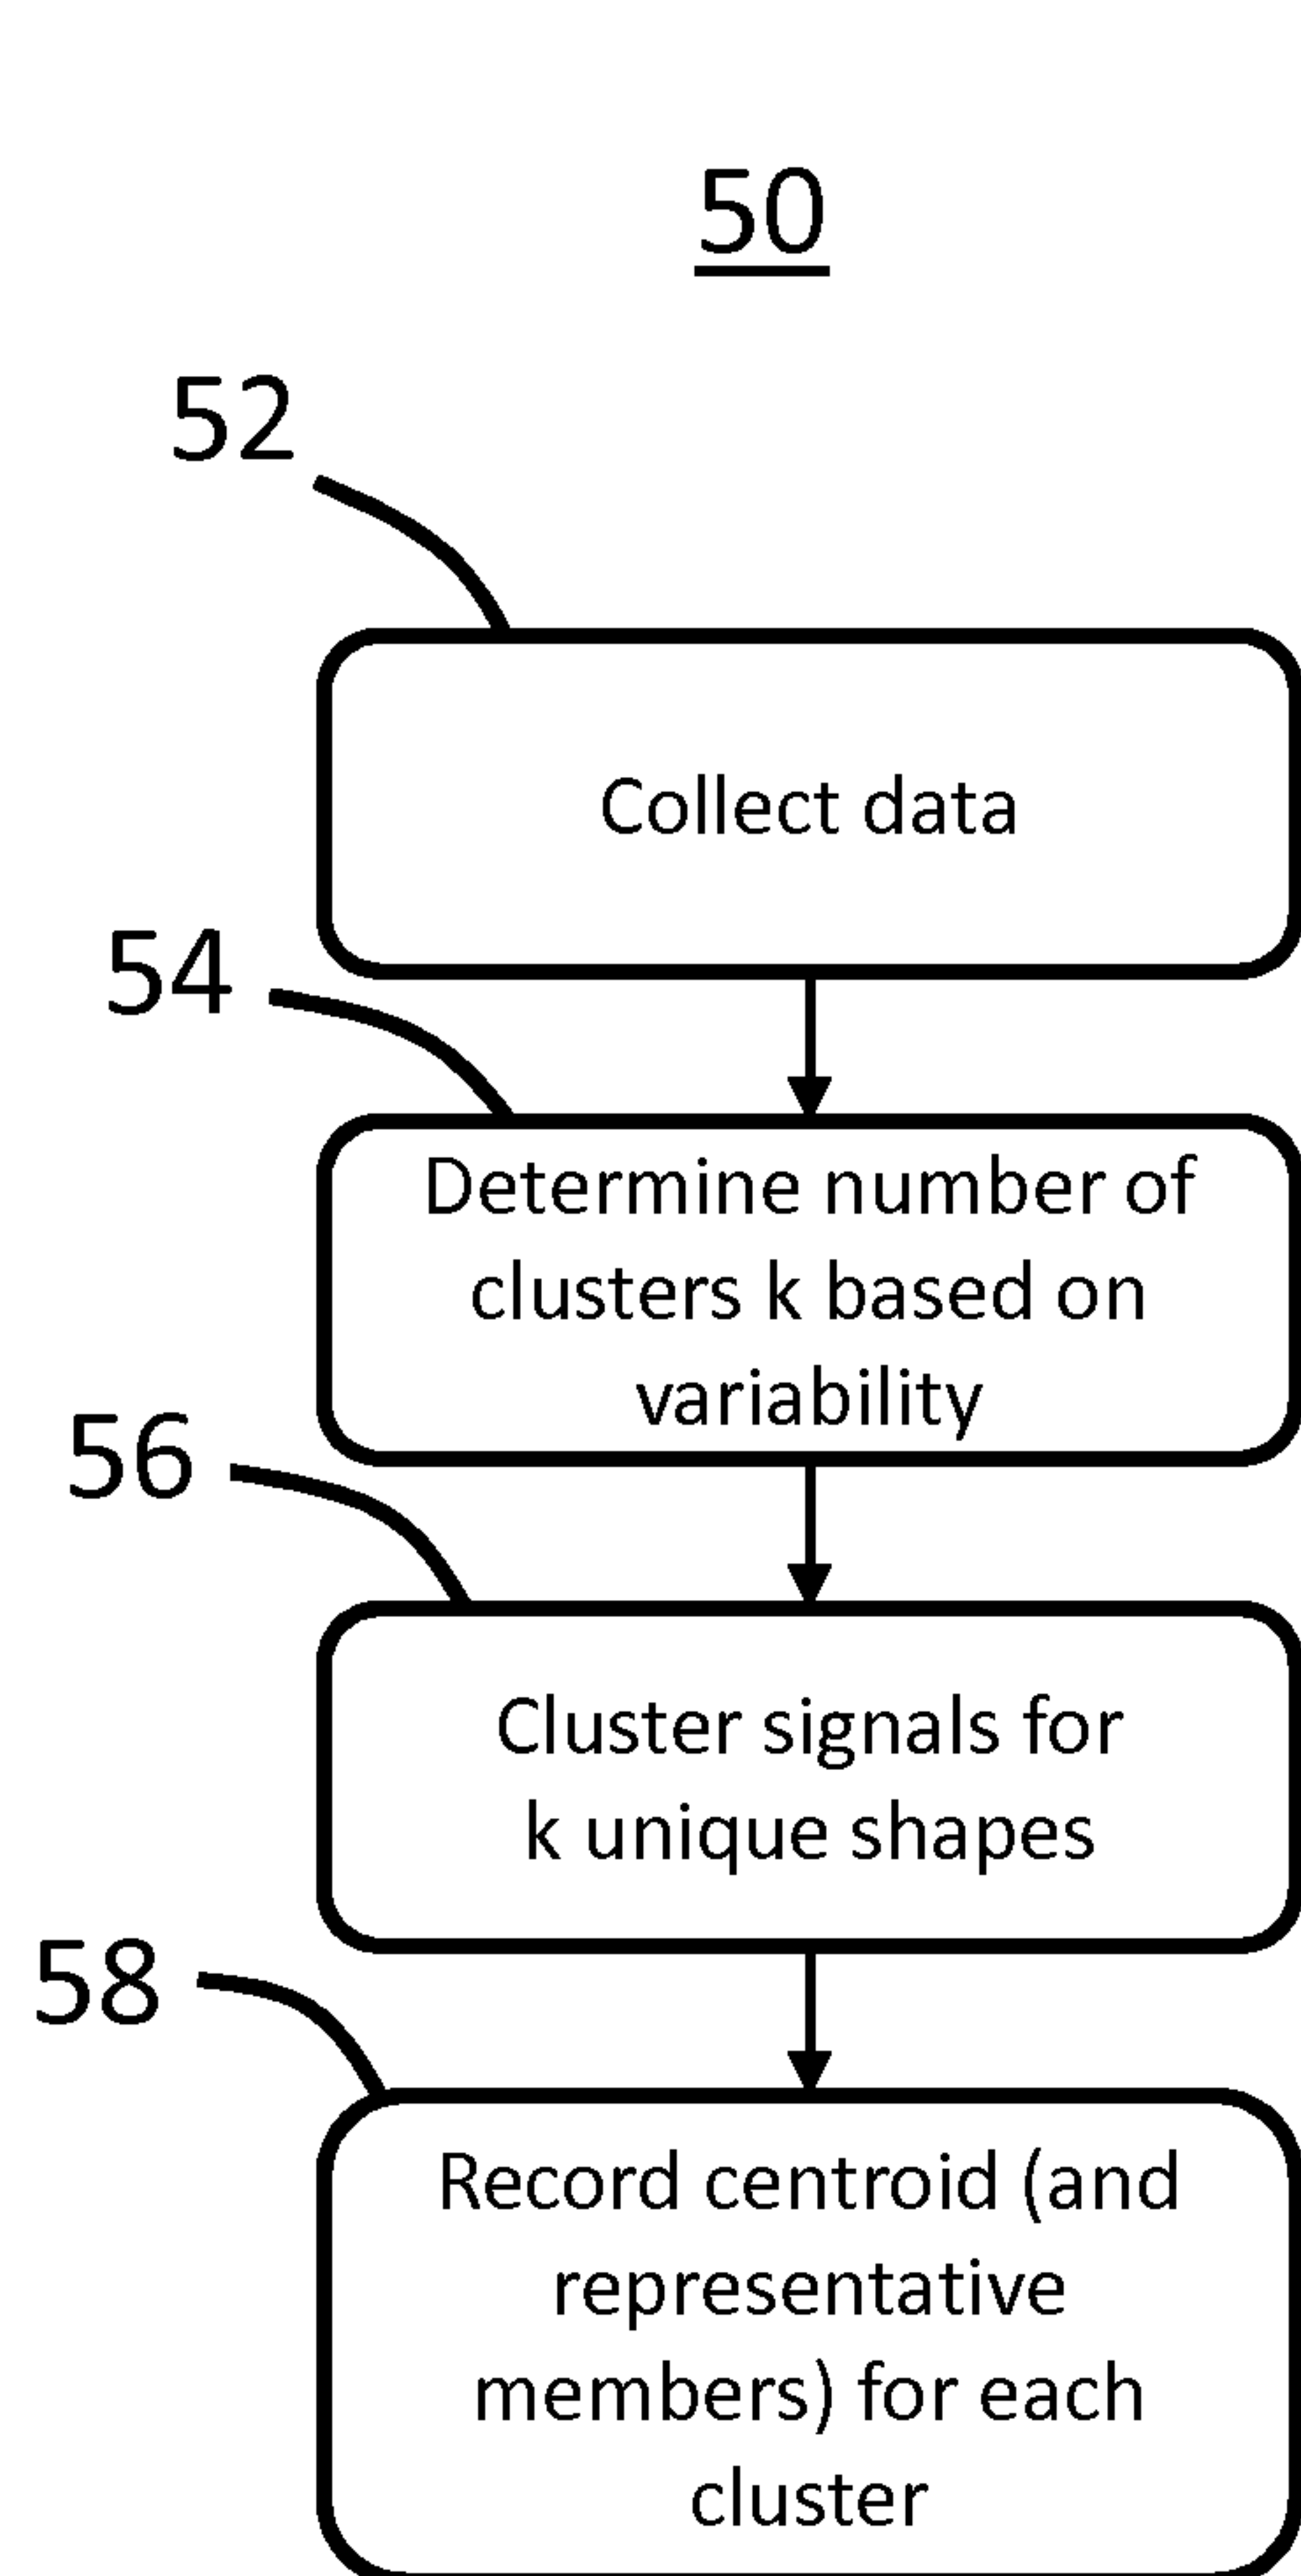 50
52
Collect data
54
Determine number of
clusters k based on
variability
56
Cluster signals for
k unique shapes
58
Record centroid (and
representative
members) for each
cluster